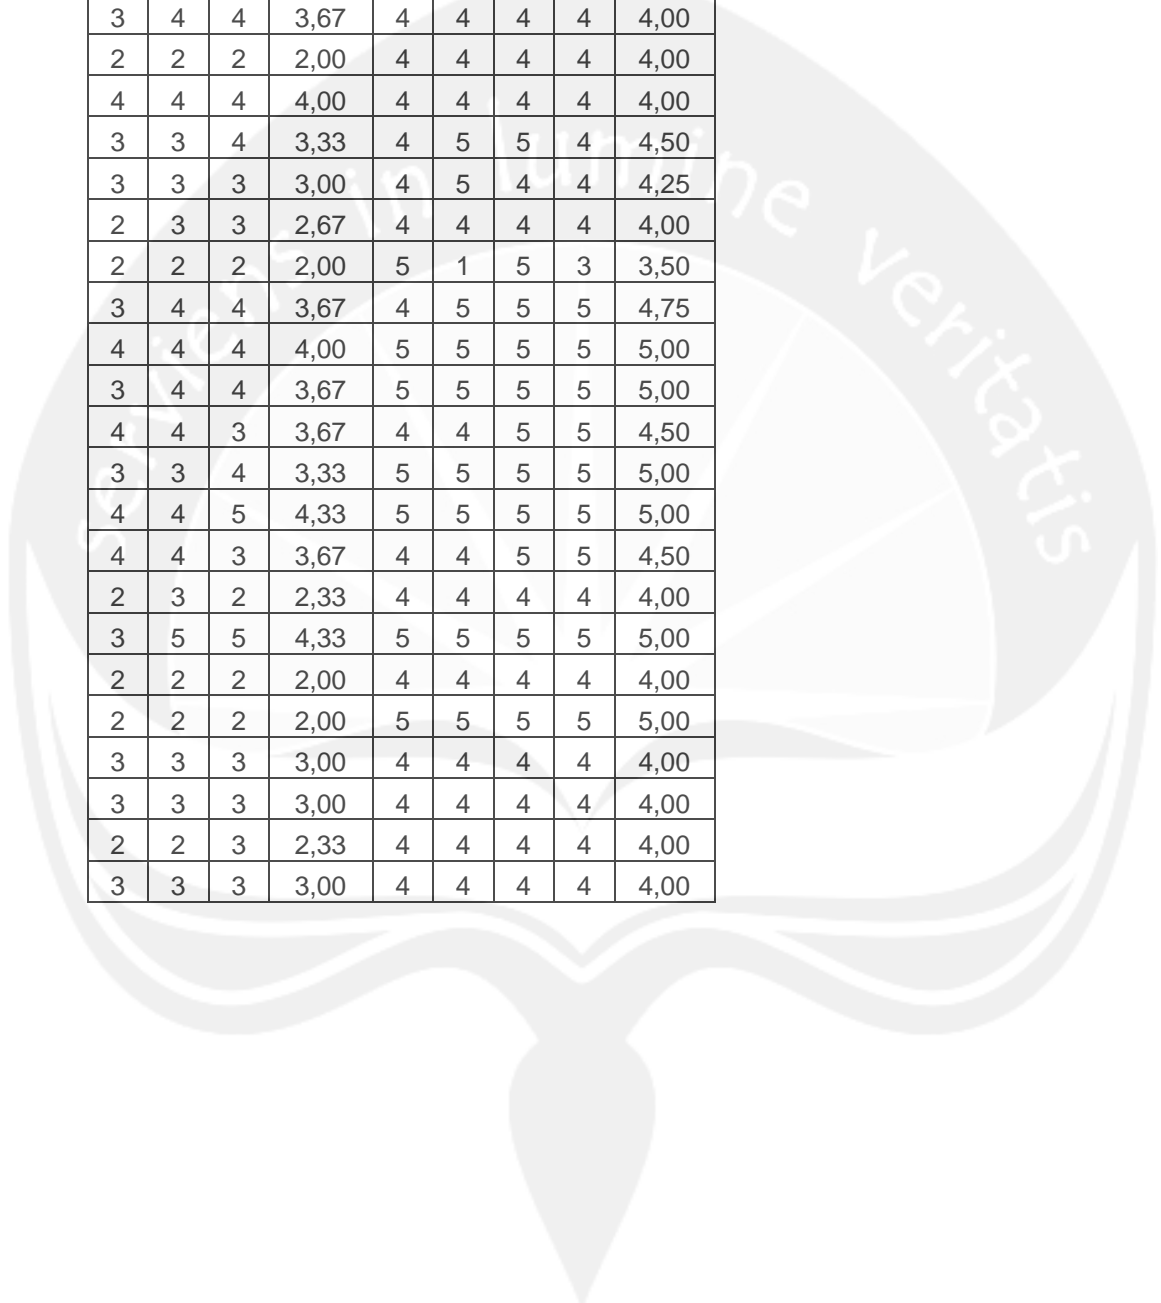 3 4 4 3,67 4 4 4 4 4,00
2 2 2 2,00 4 4 4 4 4,00
4 4 4 4,00 4 4 4 4 4,00
3 3 4 3,33 4 5 5 4 4,50
3 3 3 3,00 4 5 4 4 4,25
2 3 3 2,67 4 4 4 4 4,00
2 2 2 2,00 5 1 5 3 3,50
3 4 4 3,67 4 5 5 5 4,75
4 4 4 4,00 5 5 5 5 5,00
3 4 4 3,67 5 5 5 5 5,00
4 4 3 3,67 4 4 5 5 4,50
3 3 4 3,33 5 5 5 5 5,00
4 4 5 4,33 5 5 5 5 5,00
4 4 3 3,67 4 4 5 5 4,50
2 3 2 2,33 4 4 4 4 4,00
3 5 5 4,33 5 5 5 5 5,00
2 2 2 2,00 4 4 4 4 4,00
2 2 2 2,00 5 5 5 5 5,00
3 3 3 3,00 4 4 4 4 4,00
3 3 3 3,00 4 4 4 4 4,00
2 2 3 2,33 4 4 4 4 4,00
3 3 3 3,00 4 4 4 4 4,00
serviens in lumine veritatis